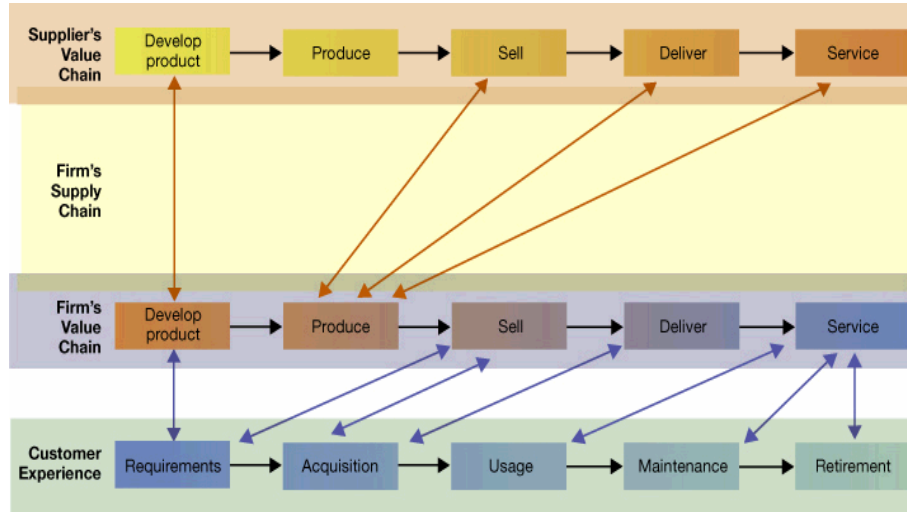 Supplier's
Value
Chain
Develop
product
Produce
Sell
Deliver
Service
Firm's
Supply
Chain
Firm's
Value
Chain
Develop
product
Produce
Sell
Deliver
Service
Customer
Experience
Requirements
Acquisition
Usage
Maintenance
Retirement